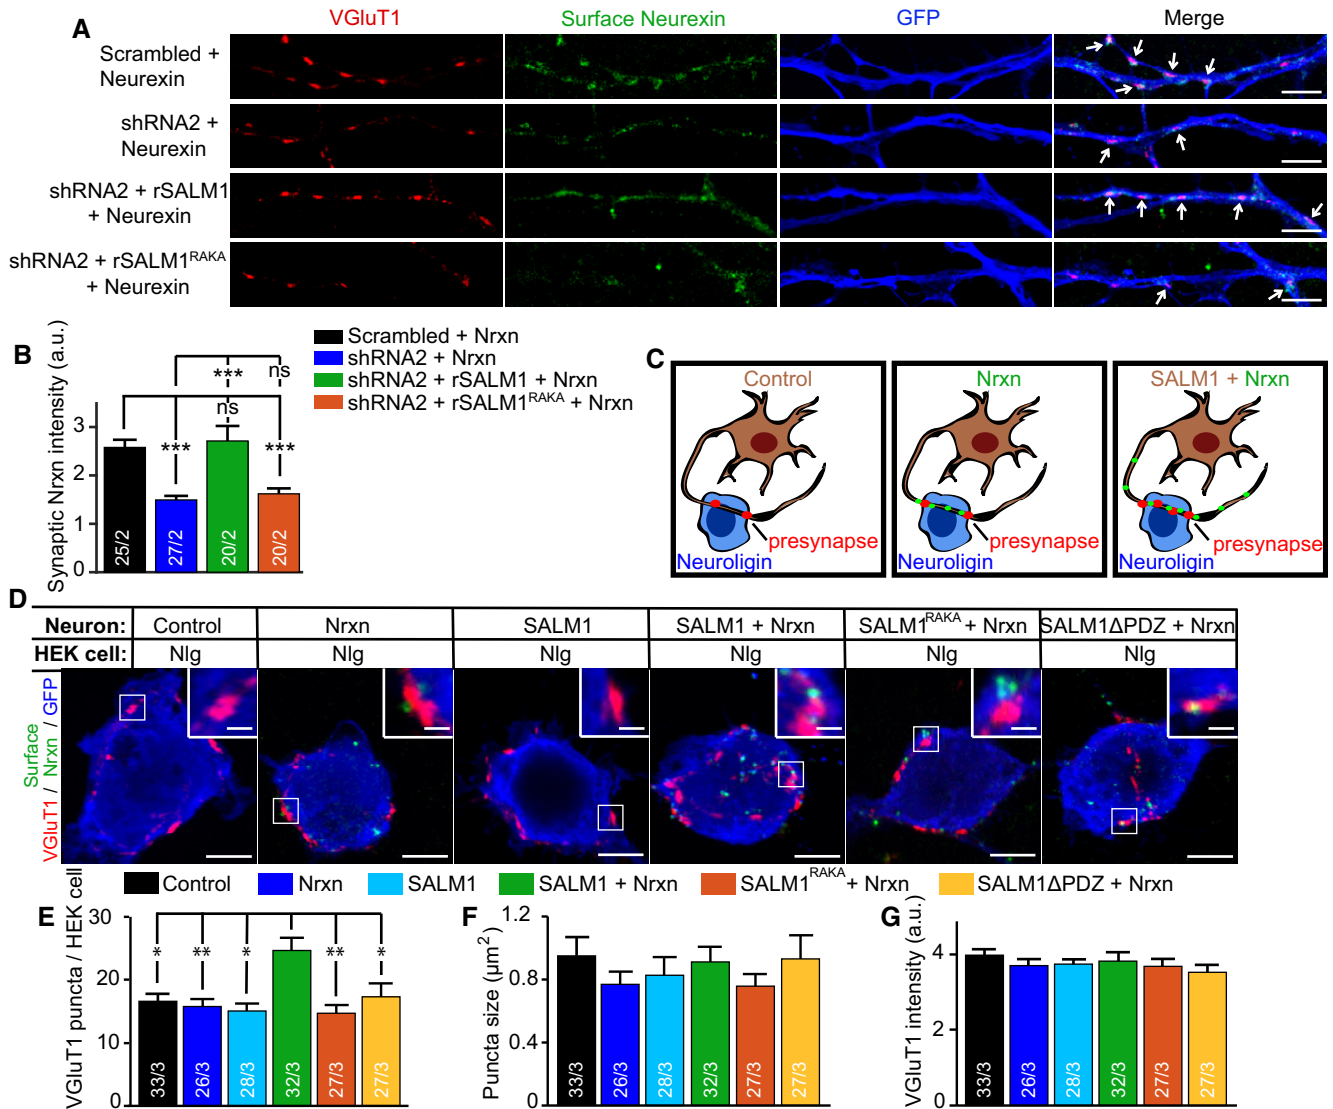 A
VGluT1
Surface Neurexin
GFP
Merge
Scrambled +
Neurexin
shRNA2 +
Neurexin
shRNA2 + rSALM1
+ Neurexin
shRNA2 + rSALM1RAKA
+ Neurexin
B
Synaptic Nrxn intensity (a.u.)
3
2
1
0
***
ns
ns
***
***
25/2
27/2
20/2
20/2
Scrambled + Nrxn
shRNA2 + Nrxn
shRNA2 + rSALM1 + Nrxn
shRNA2 + rSALM1RAKA + Nrxn
C
Control
presynapse
Neuroligin
Nrxn
presynapse
Neuroligin
SALM1 + Nrxn
presynapse
Neuroligin
D
Neuron: Control Nrxn SALM1 SALM1 + Nrxn SALM1RAKA + Nrxn SALM1ΔPDZ + Nrxn
HEK cell: Nlg Nlg Nlg Nlg Nlg Nlg
Surface
VGluT1 / Nrxn / GFP
Control
Nrxn
SALM1
SALM1 + Nrxn
SALM1RAKA + Nrxn
SALM1ΔPDZ + Nrxn
E
VGluT1 puncta / HEK cell
30
20
10
0
*
**
*
**
*
33/3
26/3
28/3
32/3
27/3
27/3
F
Puncta size (µm2)
1.2
0.8
0.4
0
33/3
26/3
28/3
32/3
27/3
27/3
G
VGluT1 intensity (a.u.)
4
2
0
33/3
26/3
28/3
32/3
27/3
27/3